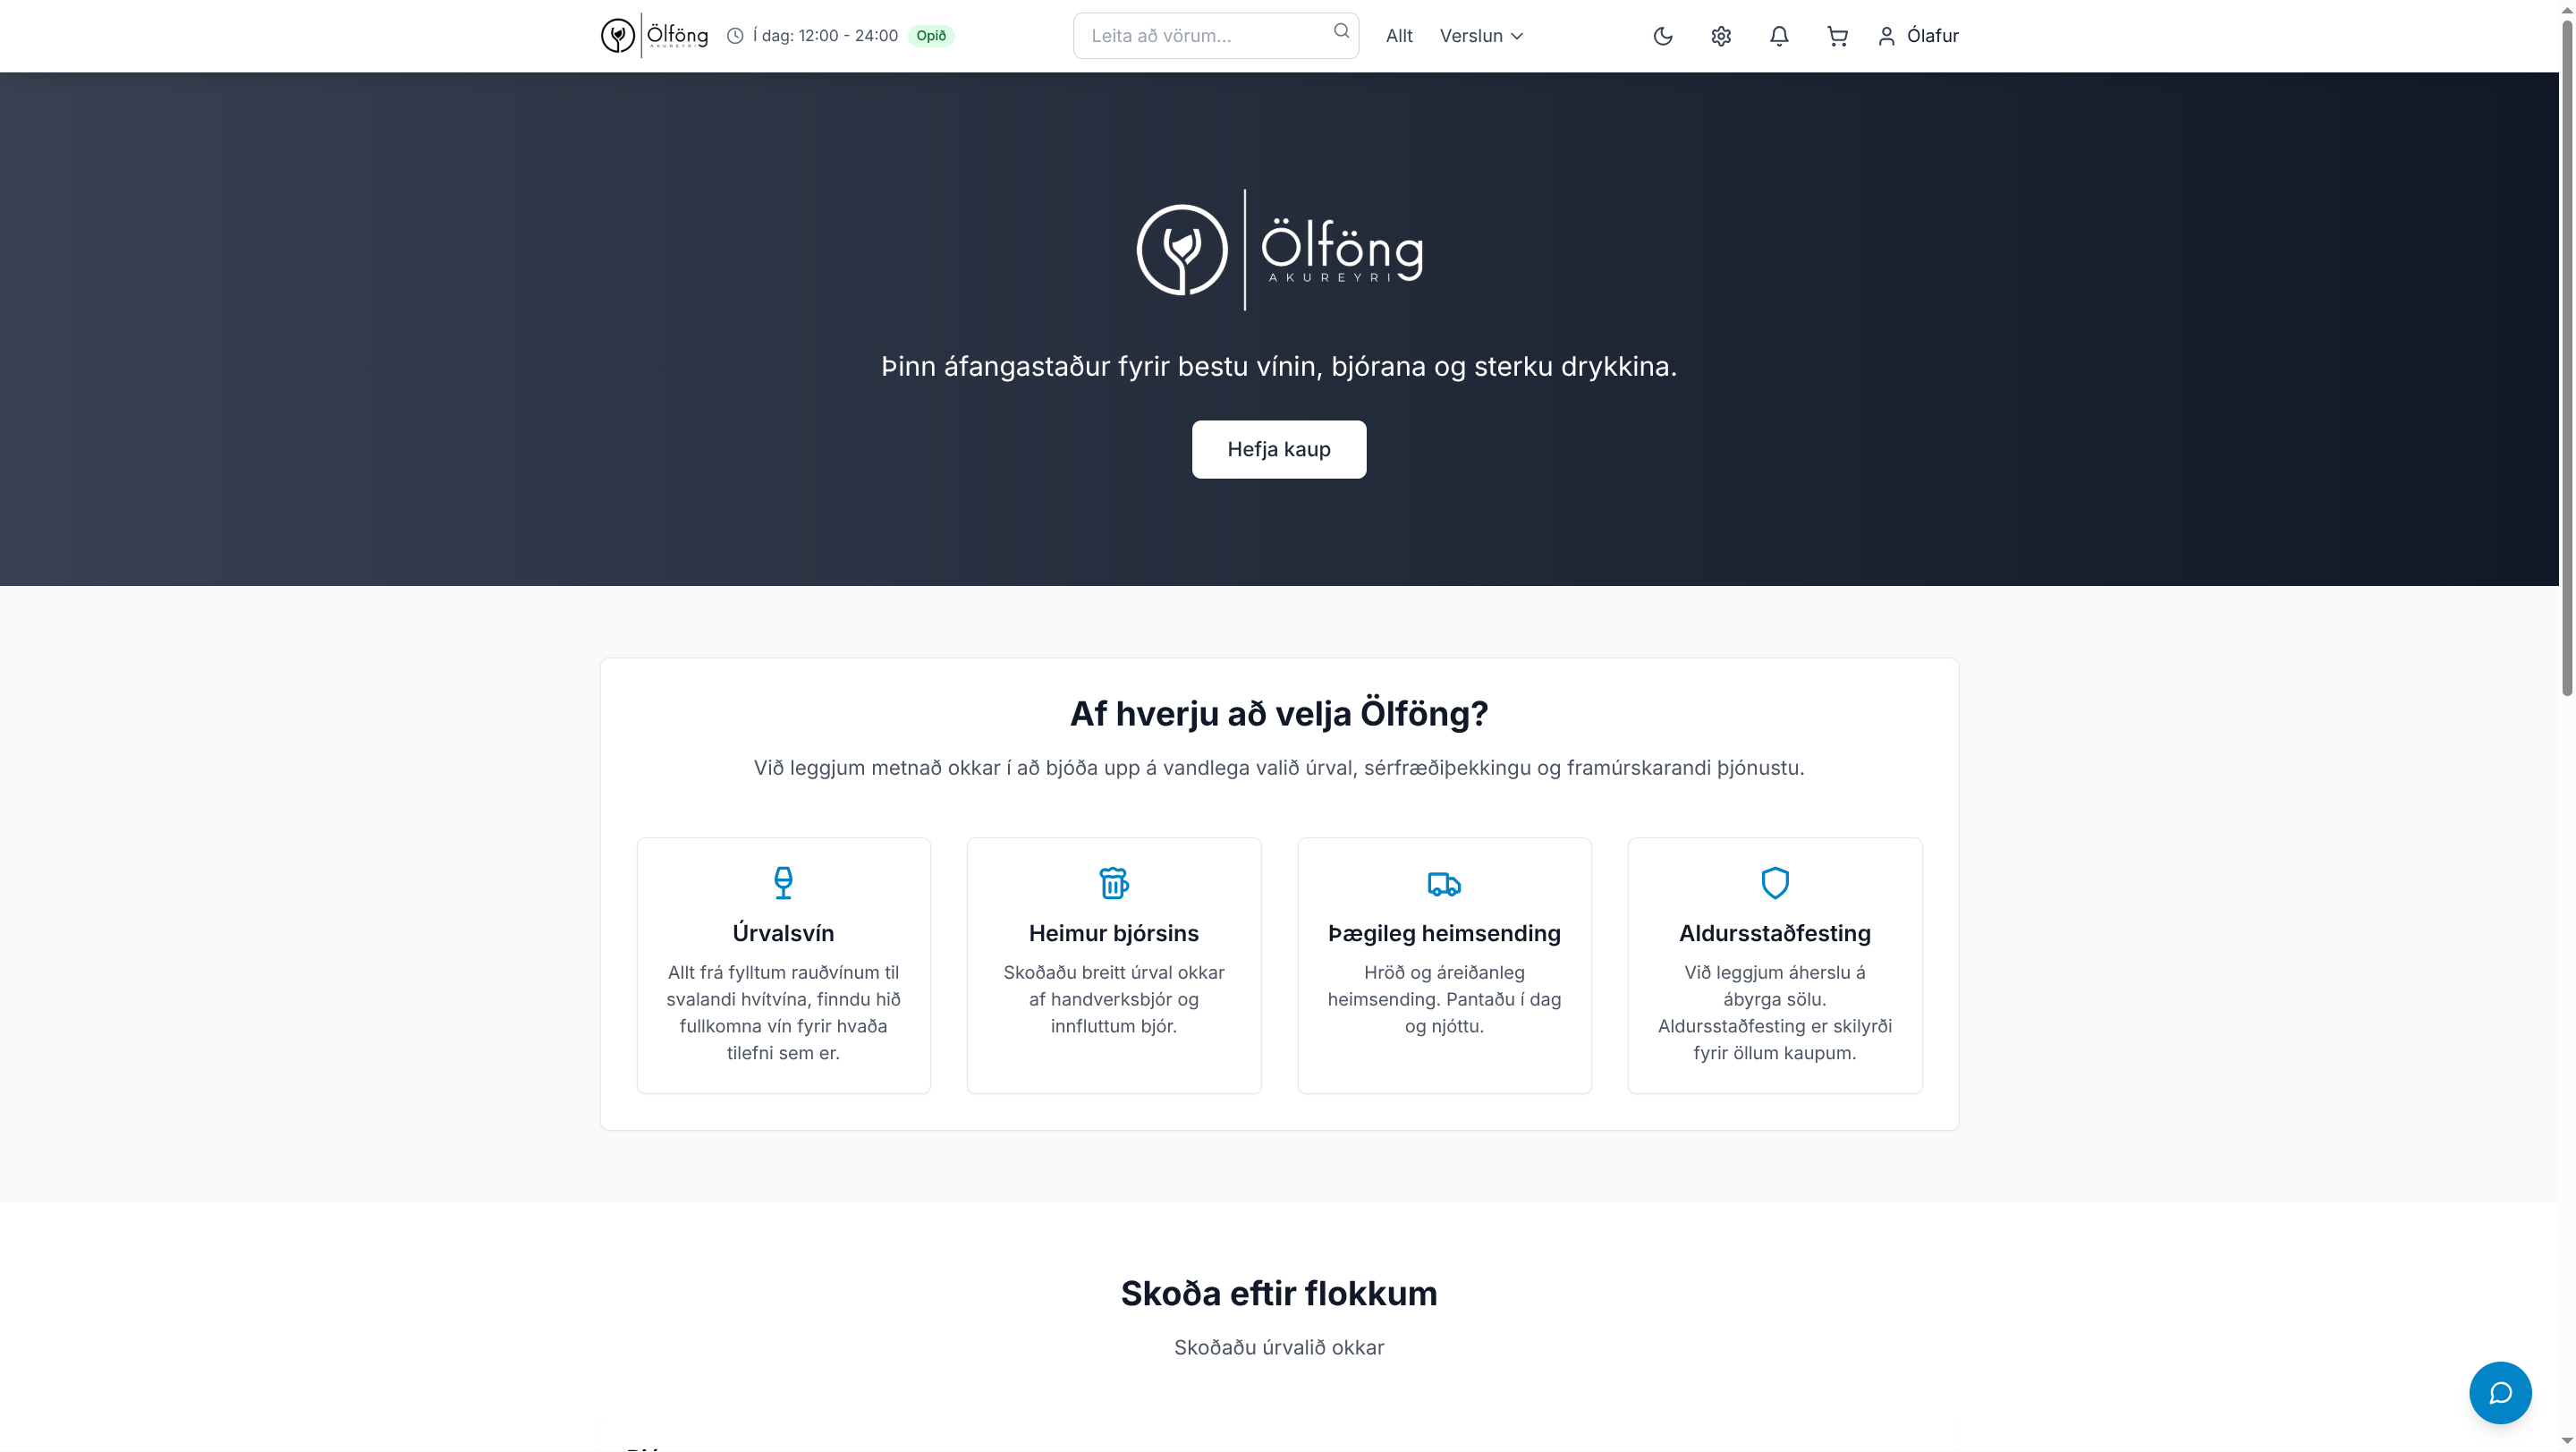 Ölföng
AKUREYRI
Í dag: 12:00 - 24:00
Opið
Leita að vörum...
Allt
Verslun
Ólafur
Ölföng
AKUREYRI
Þinn áfangastaður fyrir bestu vínin, bjórana og sterku drykkina.
Hefja kaup
Af hverju að velja Ölföng?
Við leggjum metnað okkar í að bjóða upp á vandlega valið úrval, sérfræðiþekkingu og framúrskarandi þjónustu.
Úrvalsvín
Allt frá fylltum rauðvínum til
svalandi hvítvína, finndu hið
fullkomna vín fyrir hvaða
tilefni sem er.
Heimur bjórsins
Skoðaðu breitt úrval okkar
af handverksbjór og
innfluttum bjór.
Þægileg heimsending
Hröð og áreiðanleg
heimsending. Pantaðu í dag
og njóttu.
Aldursstaðfesting
Við leggjum áherslu á
ábyrga sölu.
Aldursstaðfesting er skilyrði
fyrir öllum kaupum.
Skoða eftir flokkum
Skoðaðu úrvalið okkar